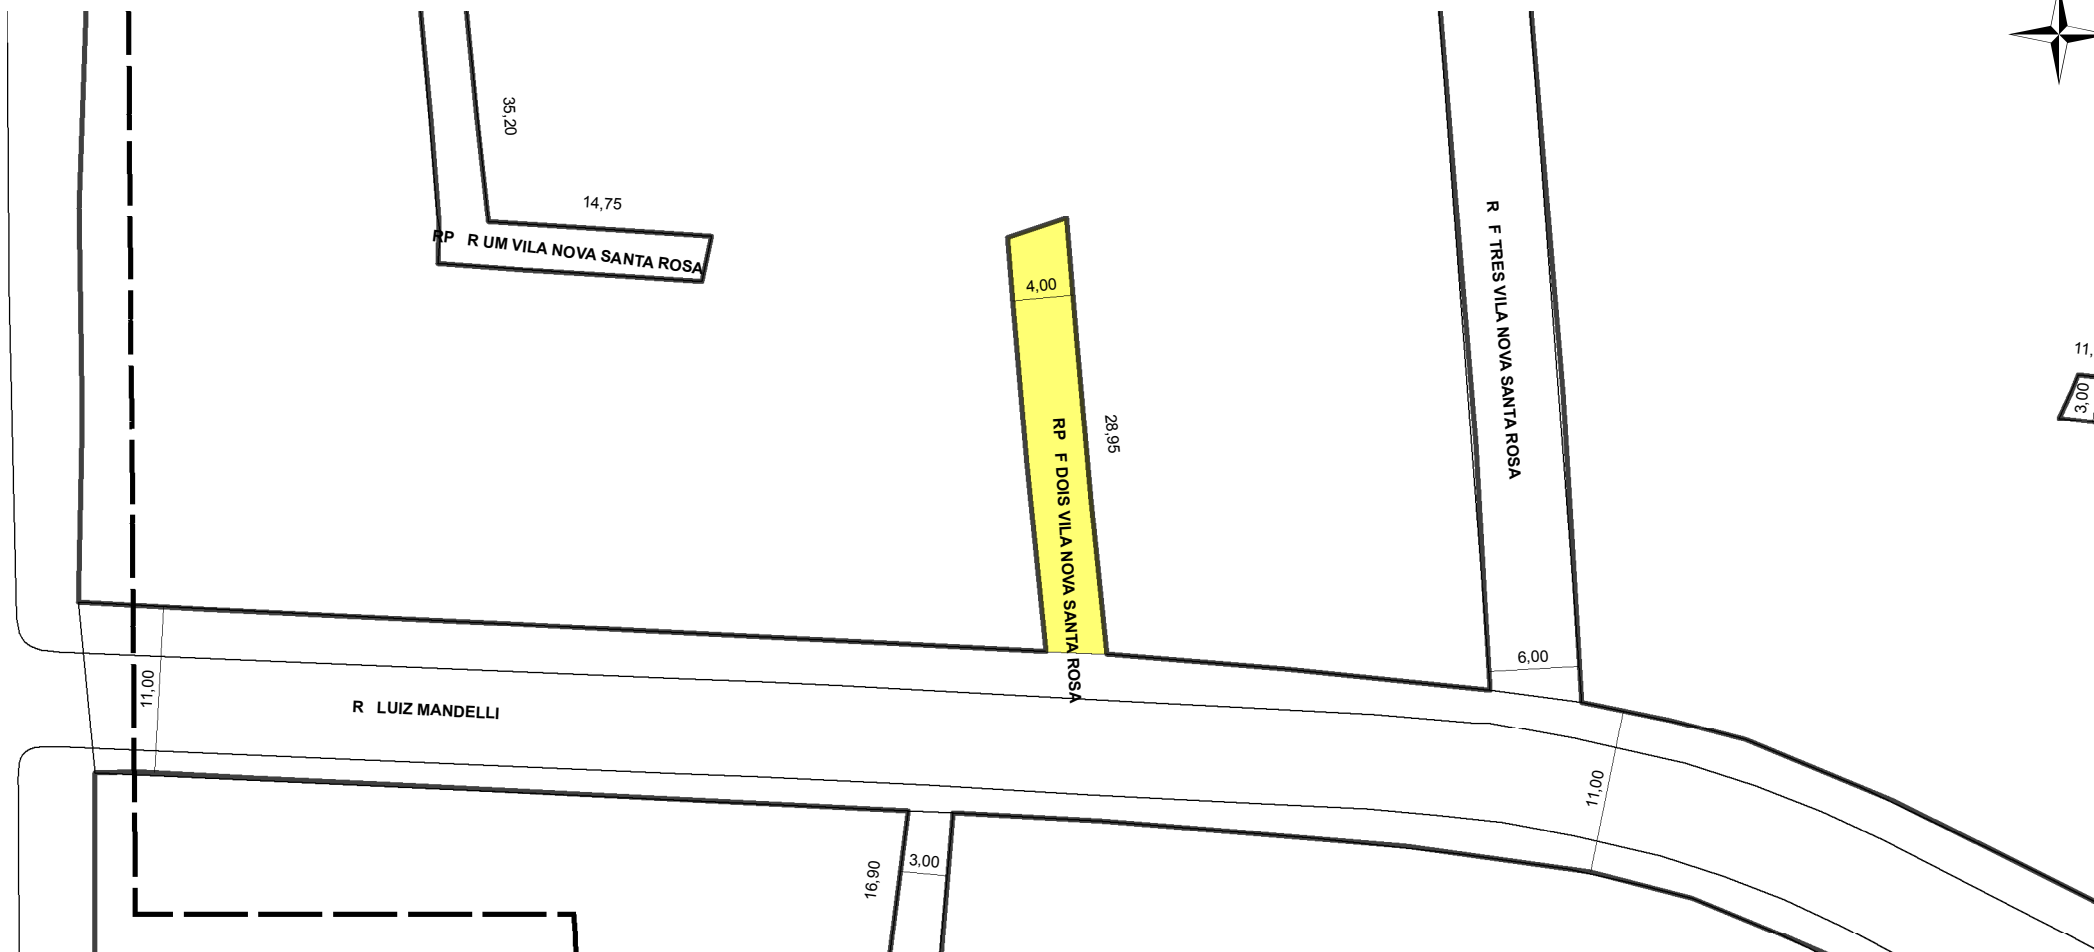 35,20
14,75
RP R UM VILA NOVA SANTA ROSA
4,00
28,95
RP F DOIS VILA NOVA SANTA ROSA
R F TRES VILA NOVA SANTA ROSA
11,
3,00
6,00
11,00
R LUIZ MANDELLI
11,00
16,90
3,00